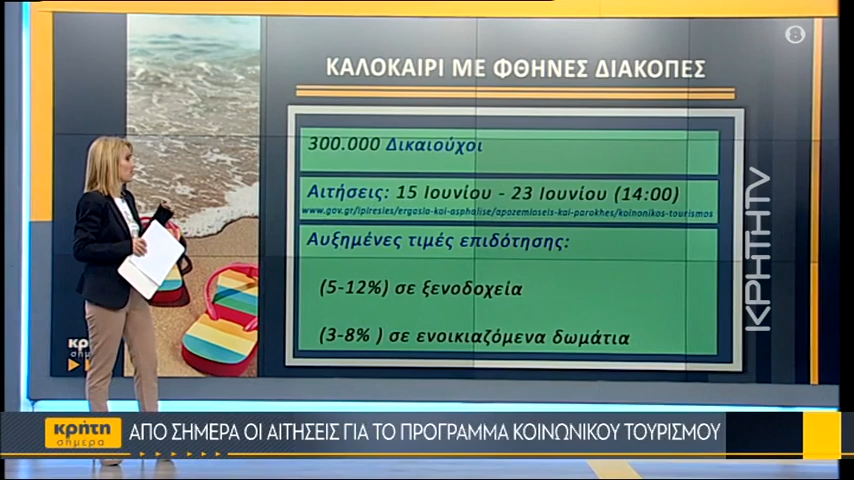 8
ΚΑΛΟΚΑΙΡΙ ΜΕ ΦΘΗΝΕΣ ΔΙΑΚΟΠΕΣ
300.000 Δικαιούχοι
Αιτήσεις: 15 Ιουνίου - 23 Ιουνίου (14:00)
www.gov.gr/ipiresies/ergasia-kai-asphalise/apozemioseis-kai-parokhes/koinonikos-tourismos
Αυξημένες τιμές επιδότησης:
(5-12%) σε ξενοδοχεία
(3-8% ) σε ενοικιαζόμενα δωμάτια
ΚΡΗΤΗTV
κρήτη
σήμερα
ΑΠΟ ΣΗΜΕΡΑ ΟΙ ΑΙΤΗΣΕΙΣ ΓΙΑ ΤΟ ΠΡΟΓΡΑΜΜΑ ΚΟΙΝΩΝΙΚΟΥ ΤΟΥΡΙΣΜΟΥ